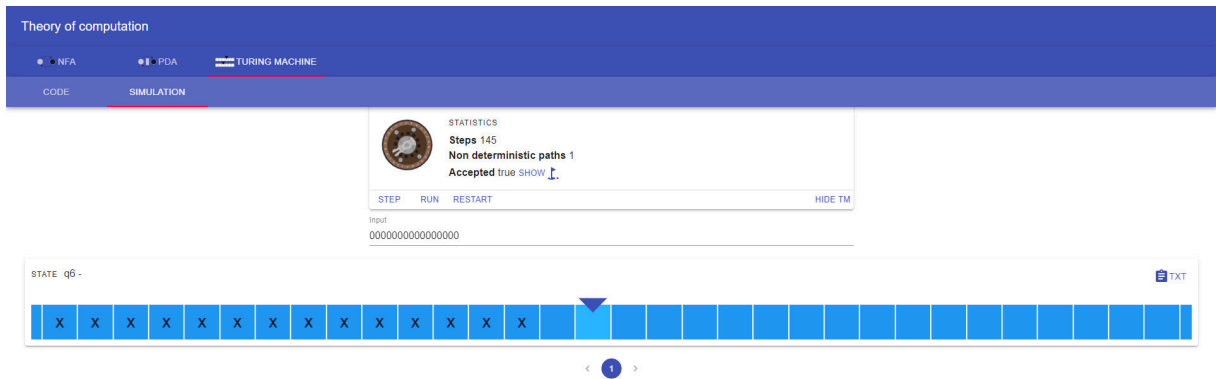 Theory of computation
NFA PDA TURING MACHINE
CODE SIMULATION
STATISTICS
Steps 145
Non deterministic paths 1
Accepted true SHOW
STEP RUN RESTART HIDE TM
Input
0000000000000000
STATE q6 -
TXT
X X X X X X X X X X X X X X
< 1 >